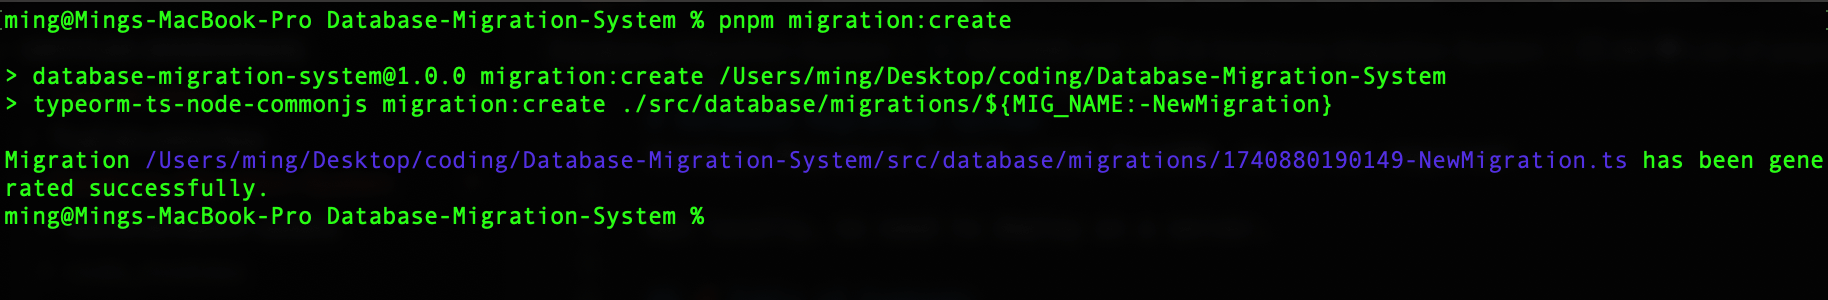 ming@Mings-MacBook-Pro Database-Migration-System % pnpm migration:create
> database-migration-system@1.0.0 migration:create /Users/ming/Desktop/coding/Database-Migration-System
> typeorm-ts-node-commonjs migration:create ./src/database/migrations/${MIG_NAME:-NewMigration}
Migration /Users/ming/Desktop/coding/Database-Migration-System/src/database/migrations/1740880190149-NewMigration.ts has been gene
rated successfully.
ming@Mings-MacBook-Pro Database-Migration-System %